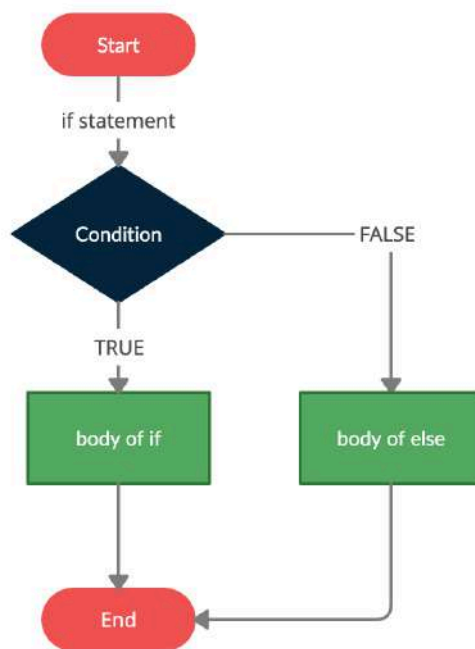 Start
if statement
Condition
FALSE
TRUE
body of if
body of else
End